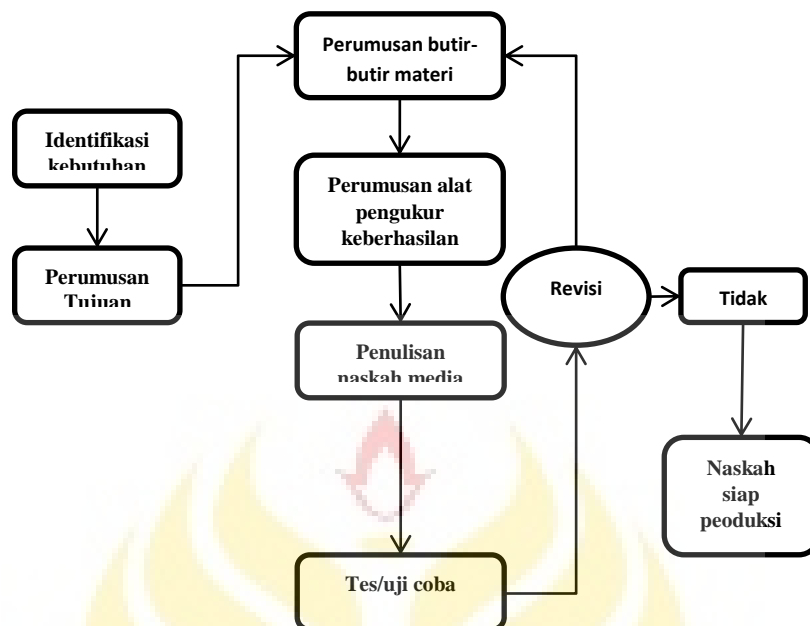 Perumusan butir-
butir materi
Identifikasi
kebutuhan
Perumusan alat
pengukur
keberhasilan
Perumusan
Tujuan
Revisi
Tidak
Penulisan
naskah media
Naskah
siap
peoduksi
Tes/uji coba